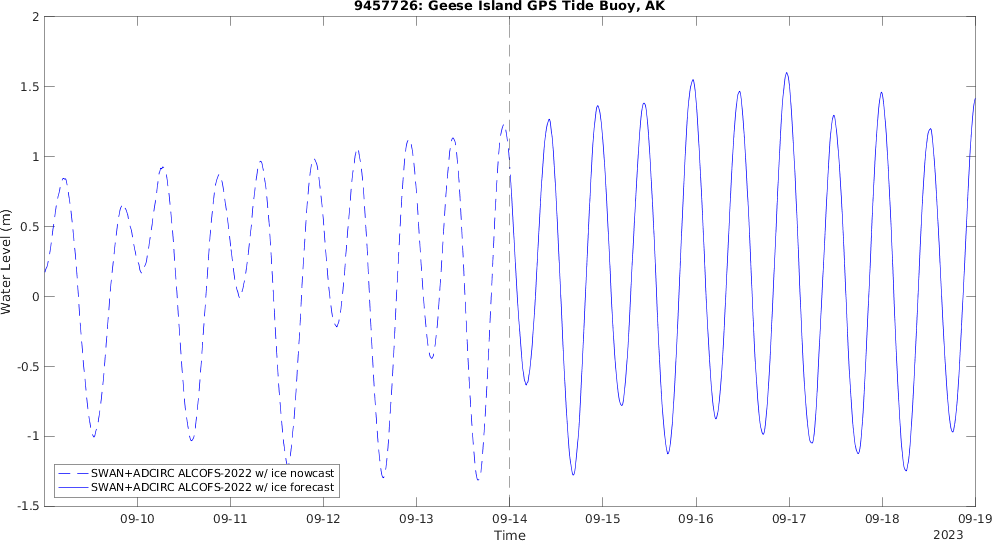 9457726: Geese Island GPS Tide Buoy, AK
2
1.5
1
0.5
0
-0.5
-1
-1.5
Water Level (m)
SWAN+ADCIRC ALCOFS-2022 w/ ice nowcast
SWAN+ADCIRC ALCOFS-2022 w/ ice forecast
09-10 09-11 09-12 09-13 09-14 09-15 09-16 09-17 09-18 09-19
Time
2023